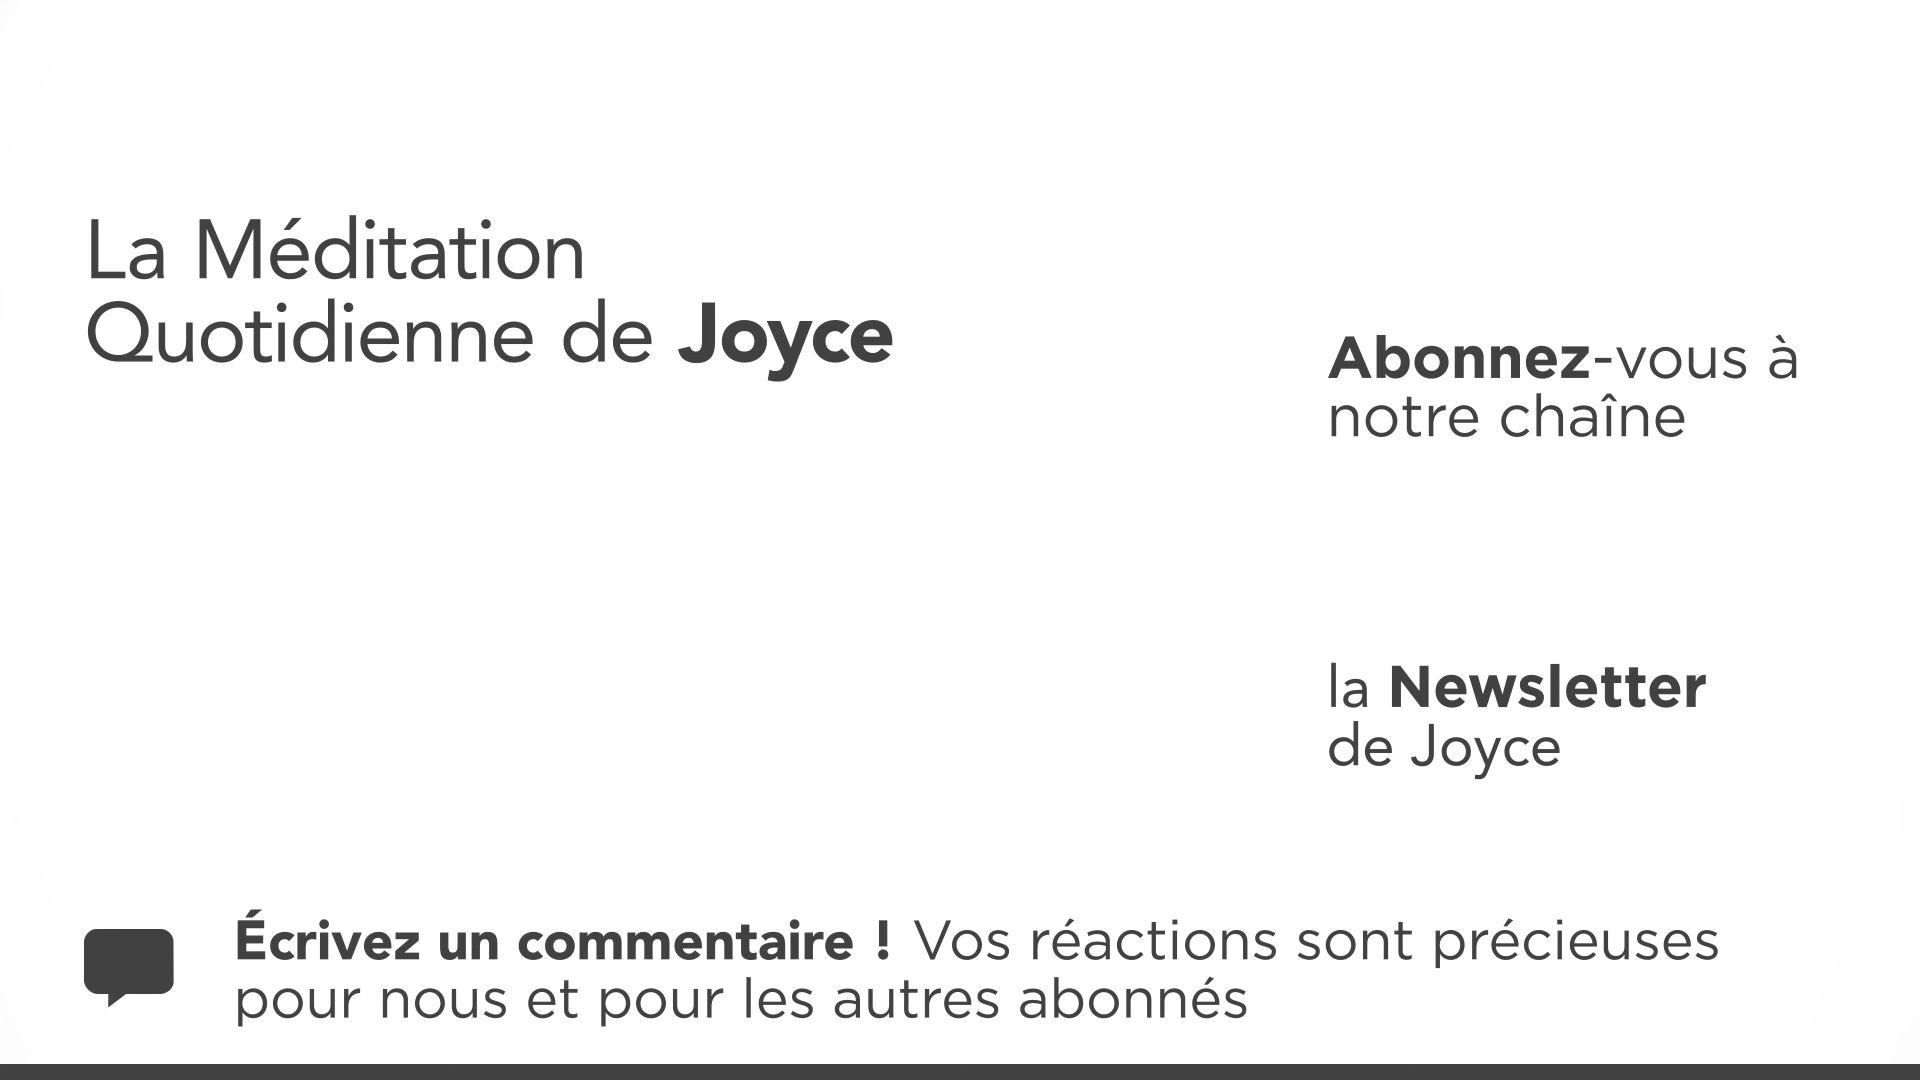 La Méditation
Quotidienne de Joyce
Abonnez-vous à
notre chaîne
la Newsletter
de Joyce
Écrivez un commentaire ! Vos réactions sont précieuses
pour nous et pour les autres abonnés